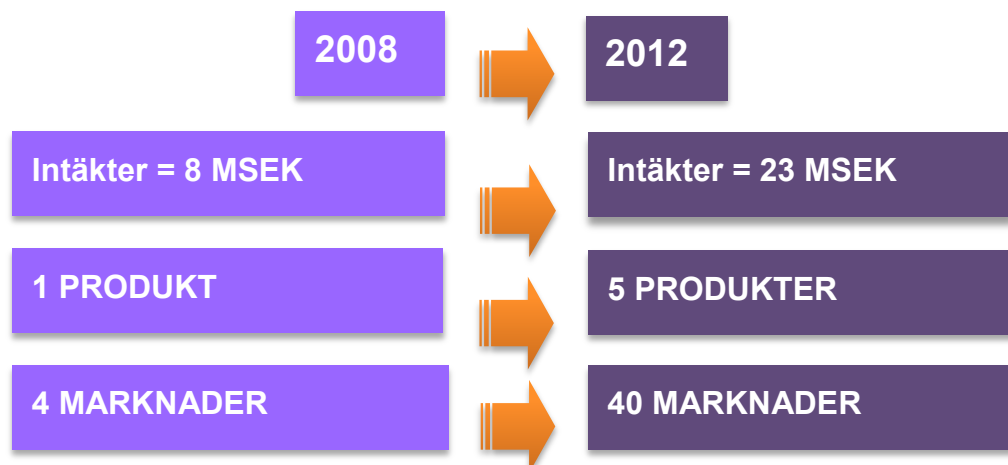 2008
2012
Intäkter = 8 MSEK
Intäkter = 23 MSEK
1 PRODUKT
5 PRODUKTER
4 MARKNADER
40 MARKNADER